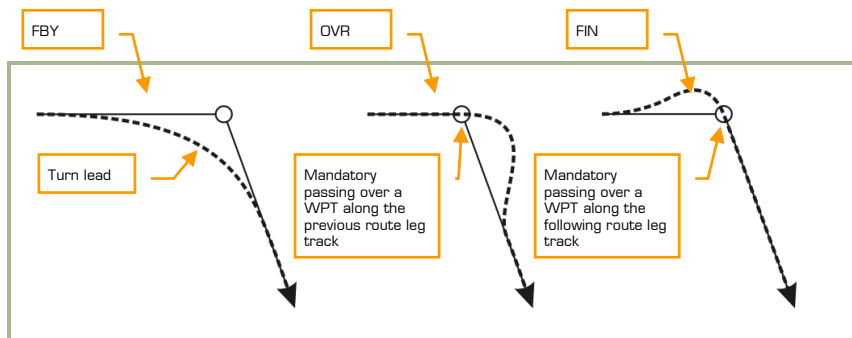 FBY
OVR
FIN
Turn lead
Mandatory
passing over a
WPT along the
previous route leg
track
Mandatory
passing over a
WPT along the
following route leg
track